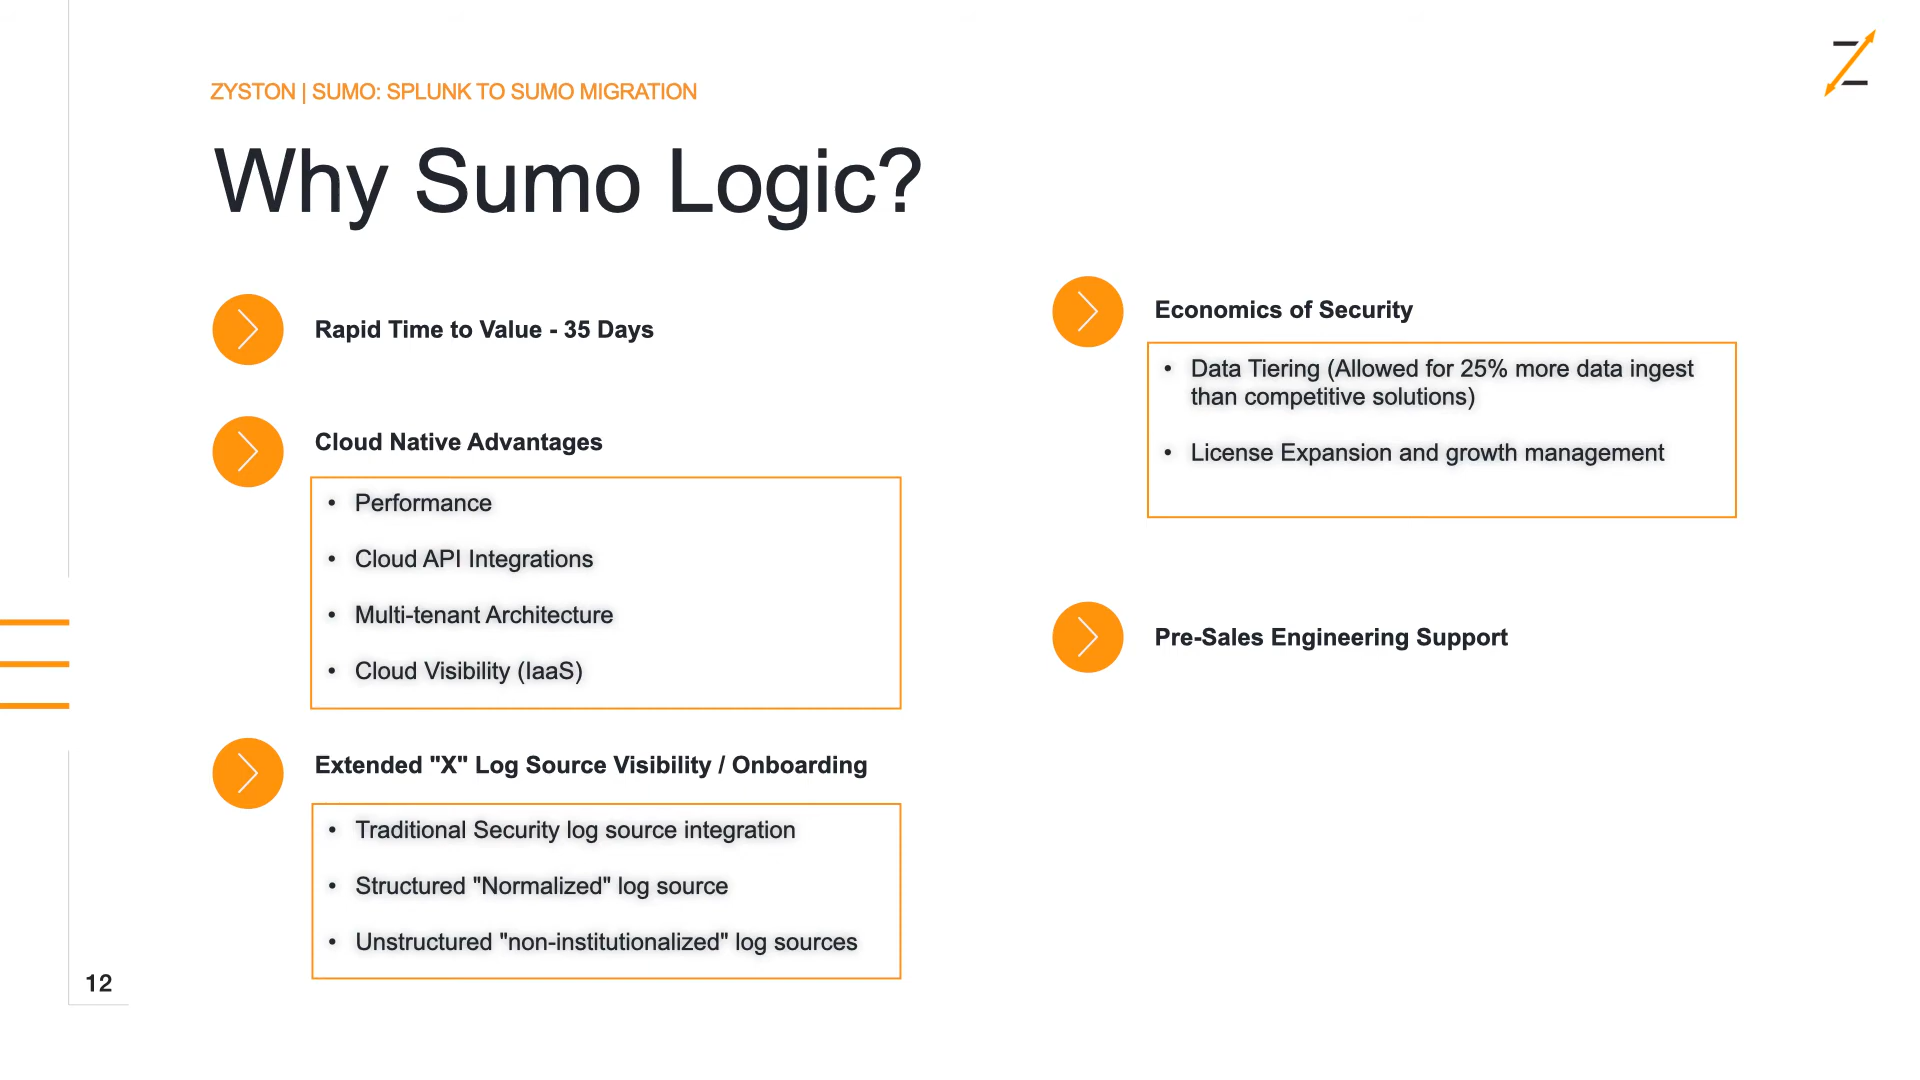 ZYSTON | SUMO: SPLUNK TO SUMO MIGRATION
Why Sumo Logic?
Rapid Time to Value - 35 Days
Cloud Native Advantages
• Performance
• Cloud API Integrations
• Multi-tenant Architecture
• Cloud Visibility (IaaS)
Extended "X" Log Source Visibility / Onboarding
• Traditional Security log source integration
• Structured "Normalized" log source
• Unstructured "non-institutionalized" log sources
Economics of Security
• Data Tiering (Allowed for 25% more data ingest
than competitive solutions)
• License Expansion and growth management
Pre-Sales Engineering Support
12